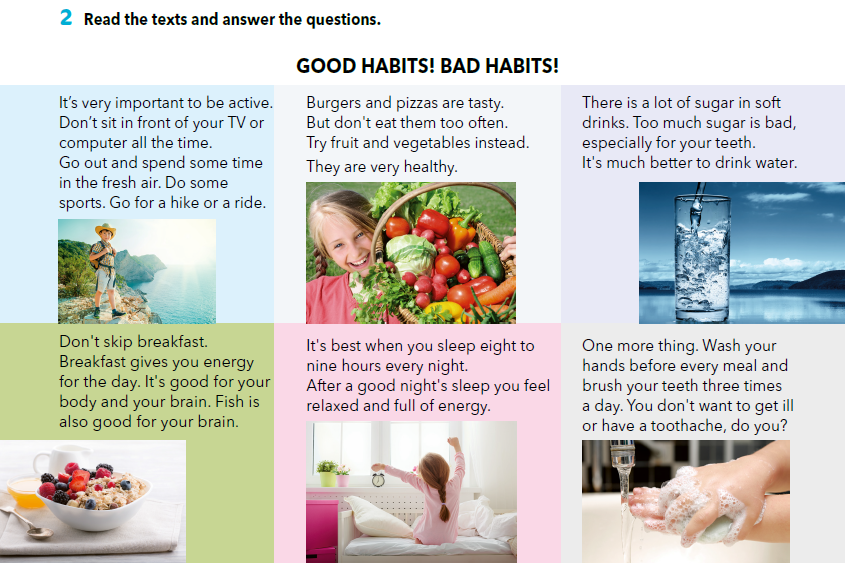 2 Read the texts and answer the questions.
GOOD HABITS! BAD HABITS!
It's very important to be active.
Don't sit in front of your TV or
computer all the time.
Go out and spend some time
in the fresh air. Do some
sports. Go for a hike or a ride.
Burgers and pizzas are tasty.
But don't eat them too often.
Try fruit and vegetables instead.
They are very healthy.
There is a lot of sugar in soft
drinks. Too much sugar is bad,
especially for your teeth.
It's much better to drink water.
Don't skip breakfast.
Breakfast gives you energy
for the day. It's good for your
body and your brain. Fish is
also good for your brain.
It's best when you sleep eight to
nine hours every night.
After a good night's sleep you feel
relaxed and full of energy.
One more thing. Wash your
hands before every meal and
brush your teeth three times
a day. You don't want to get ill
or have a toothache, do you?